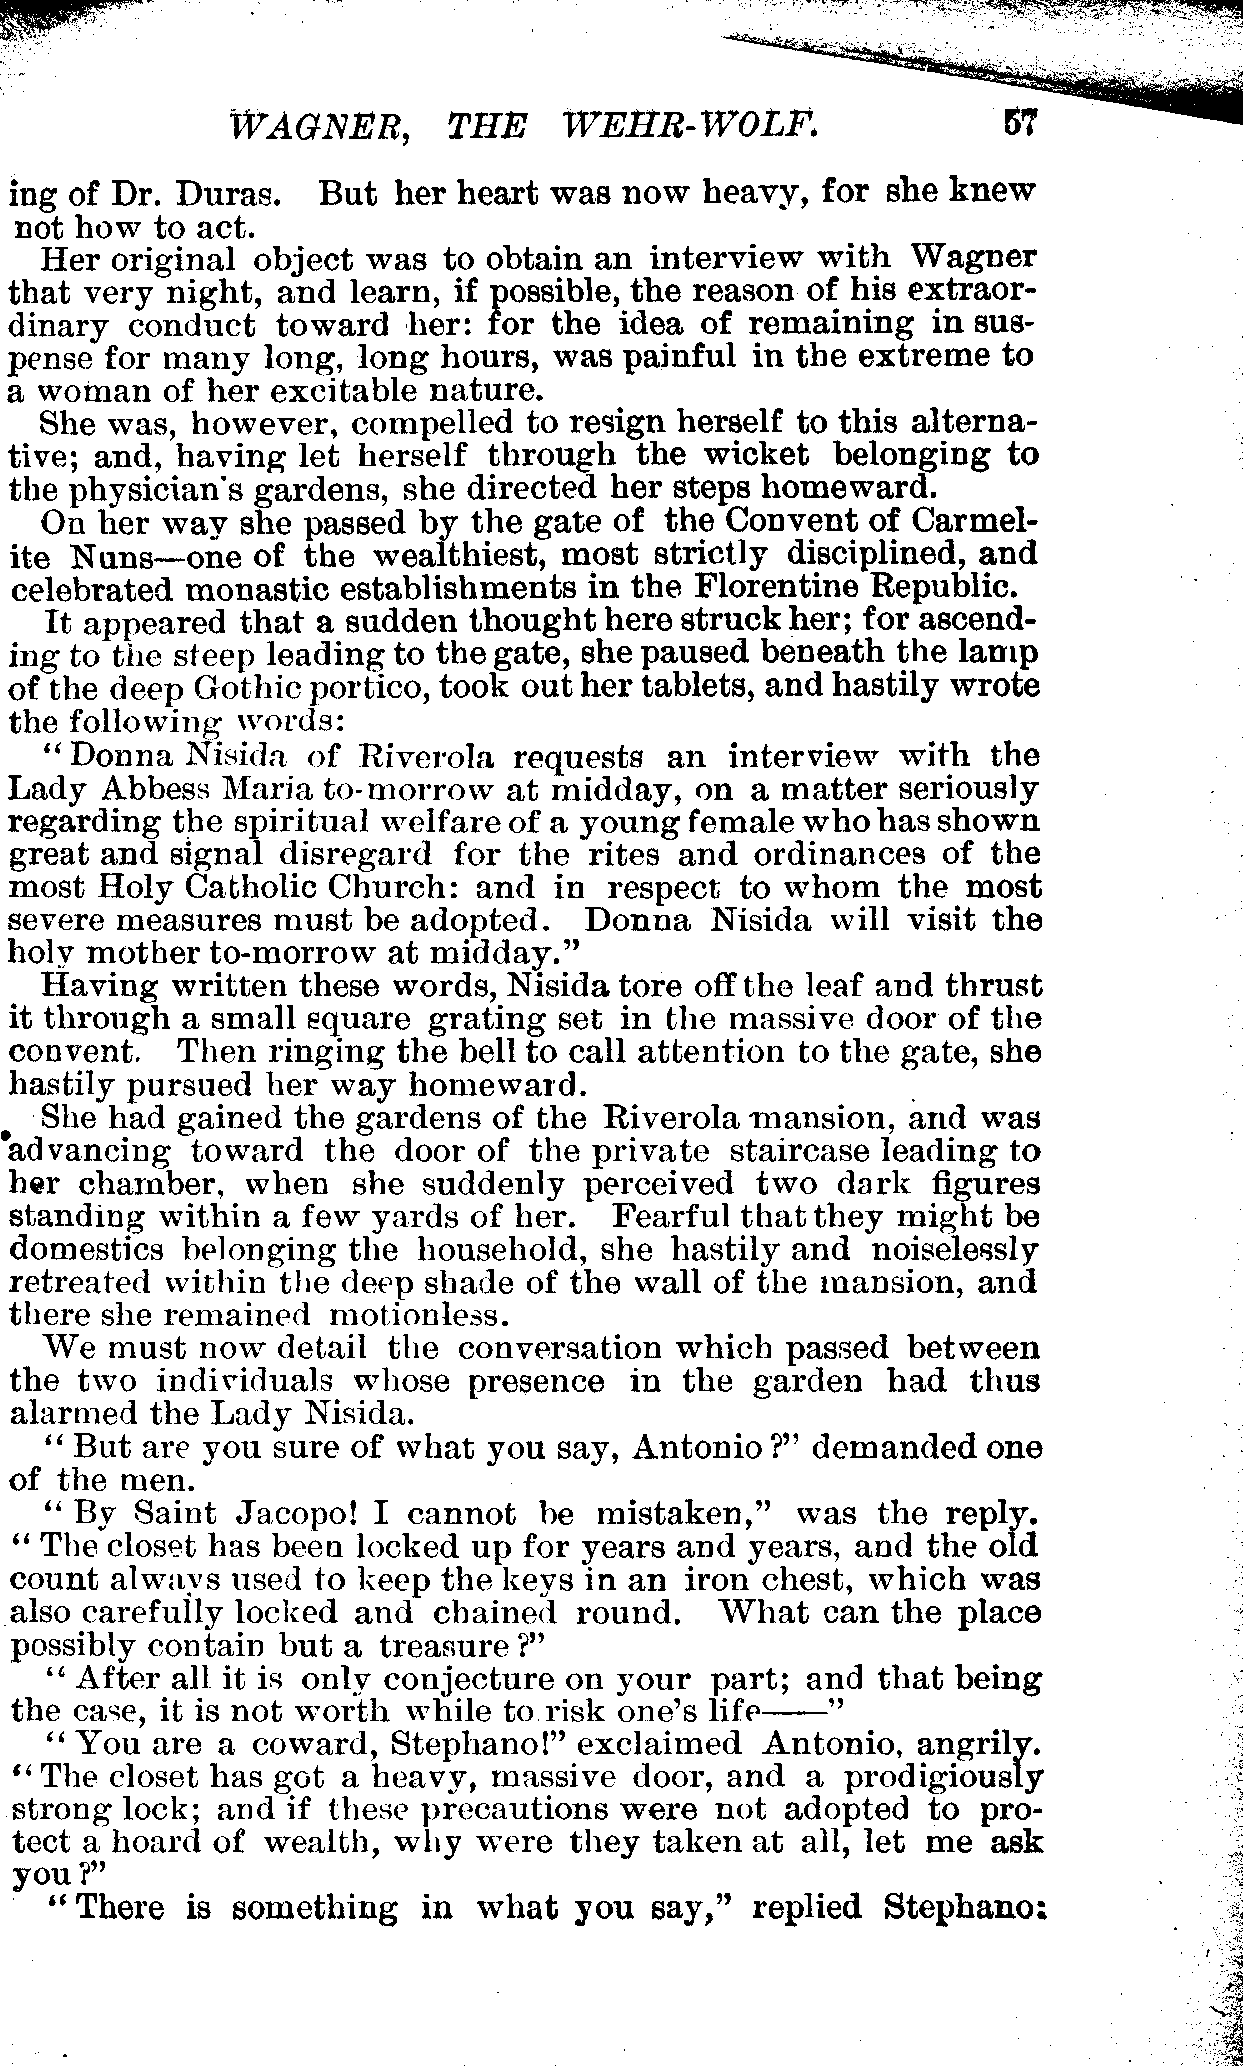 WAGNER, THE WEHR-WOLF. 57
ing of Dr. Duras. But her heart was now heavy, for she knew
not how to act.
Her original object was to obtain an interview with Wagner
that very night, and learn, if possible, the reason of his extraor-
dinary conduct toward her: for the idea of remaining in sus-
pense for many long, long hours, was painful in the extreme to
a woman of her excitable nature.
She was, however, compelled to resign herself to this alterna-
tive; and, having let herself through the wicket belonging to
the physician's gardens, she directed her steps homeward.
On her way she passed by the gate of the Convent of Carmel-
ite Nuns—one of the wealthiest, most strictly disciplined, and
celebrated monastic establishments in the Florentine Republic.
It appeared that a sudden thought here struck her; for ascend-
ing to the steep leading to the gate, she paused beneath the lamp
of the deep Gothic portico, took out her tablets, and hastily wrote
the following words:
"Donna Nisida of Riverola requests an interview with the
Lady Abbess Maria to-morrow at midday, on a matter seriously
regarding the spiritual welfare of a young female who has shown
great and signal disregard for the rites and ordinances of the
most Holy Catholic Church: and in respect to whom the most
severe measures must be adopted. Donna Nisida will visit the
holy mother to-morrow at midday."
Having written these words, Nisida tore off the leaf and thrust
it through a small square grating set in the massive door of the
convent. Then ringing the bell to call attention to the gate, she
hastily pursued her way homeward.
She had gained the gardens of the Riverola mansion, and was
advancing toward the door of the private staircase leading to
her chamber, when she suddenly perceived two dark figures
standing within a few yards of her. Fearful that they might be
domestics belonging the household, she hastily and noiselessly
retreated within the deep shade of the wall of the mansion, and
there she remained motionless.
We must now detail the conversation which passed between
the two individuals whose presence in the garden had thus
alarmed the Lady Nisida.
"But are you sure of what you say, Antonio?" demanded one
of the men.
"By Saint Jacopo! I cannot be mistaken," was the reply.
"The closet has been locked up for years and years, and the old
count always used to keep the keys in an iron chest, which was
also carefully locked and chained round. What can the place
possibly contain but a treasure?"
"After all it is only conjecture on your part; and that being
the case, it is not worth while to risk one's life——"
"You are a coward, Stephano!" exclaimed Antonio, angrily.
"The closet has got a heavy, massive door, and a prodigiously
strong lock; and if these precautions were not adopted to pro-
tect a hoard of wealth, why were they taken at all, let me ask
you?"
"There is something in what you say," replied Stephano: